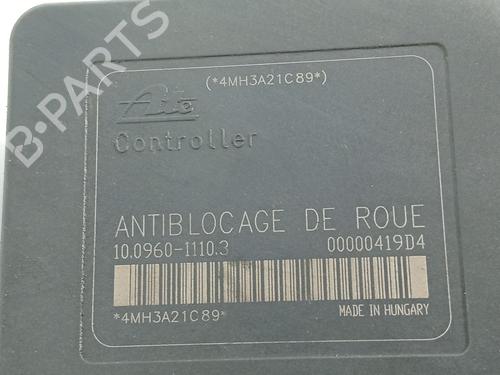 B-PARTS
(*4MH3A21C89*)
Ate
Controller
ANTIBLOCAGE DE ROUE
10.0960-1110.3 00000419D4
*4MH3A21C89* MADE IN HUNGARY